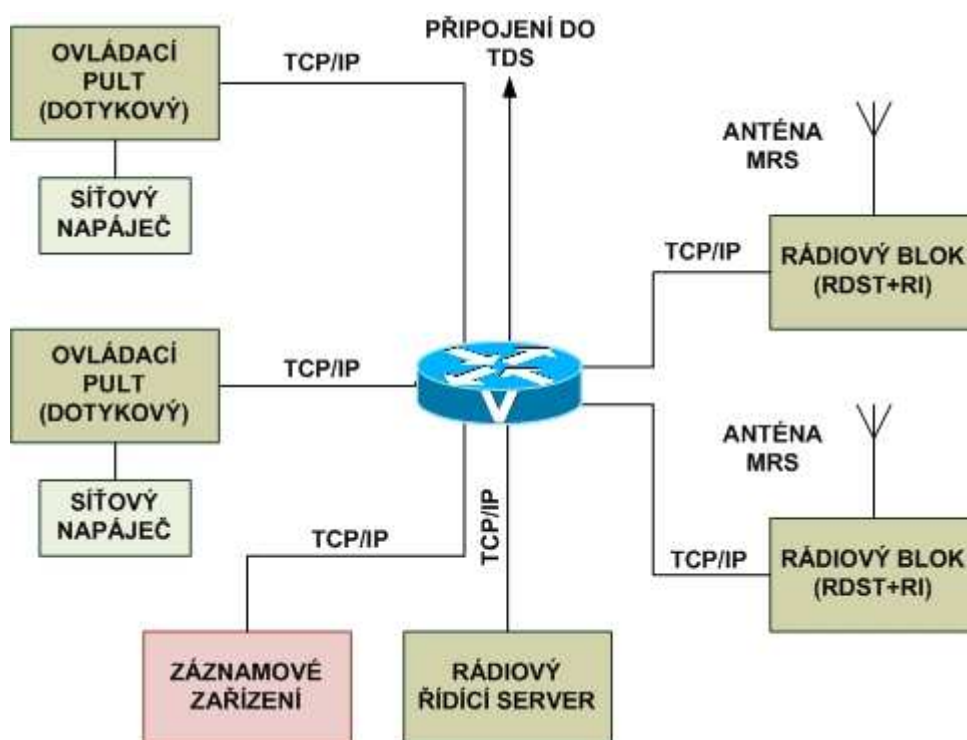 OVLÁDACÍ
PULT
(DOTYKOVÝ)
TCP/IP
PŘIPOJENÍ DO
TDS
SÍŤOVÝ
NAPÁJEČ
ANTÉNA
MRS
TCP/IP
RÁDIOVÝ BLOK
(RDST+RI)
OVLÁDACÍ
PULT
(DOTYKOVÝ)
TCP/IP
V
SÍŤOVÝ
NAPÁJEČ
ANTÉNA
MRS
TCP/IP
TCP/IP
TCP/IP
RÁDIOVÝ BLOK
(RDST+RI)
ZÁZNAMOVÉ
ZAŘÍZENÍ
RÁDIOVÝ
ŘÍDÍCÍ SERVER